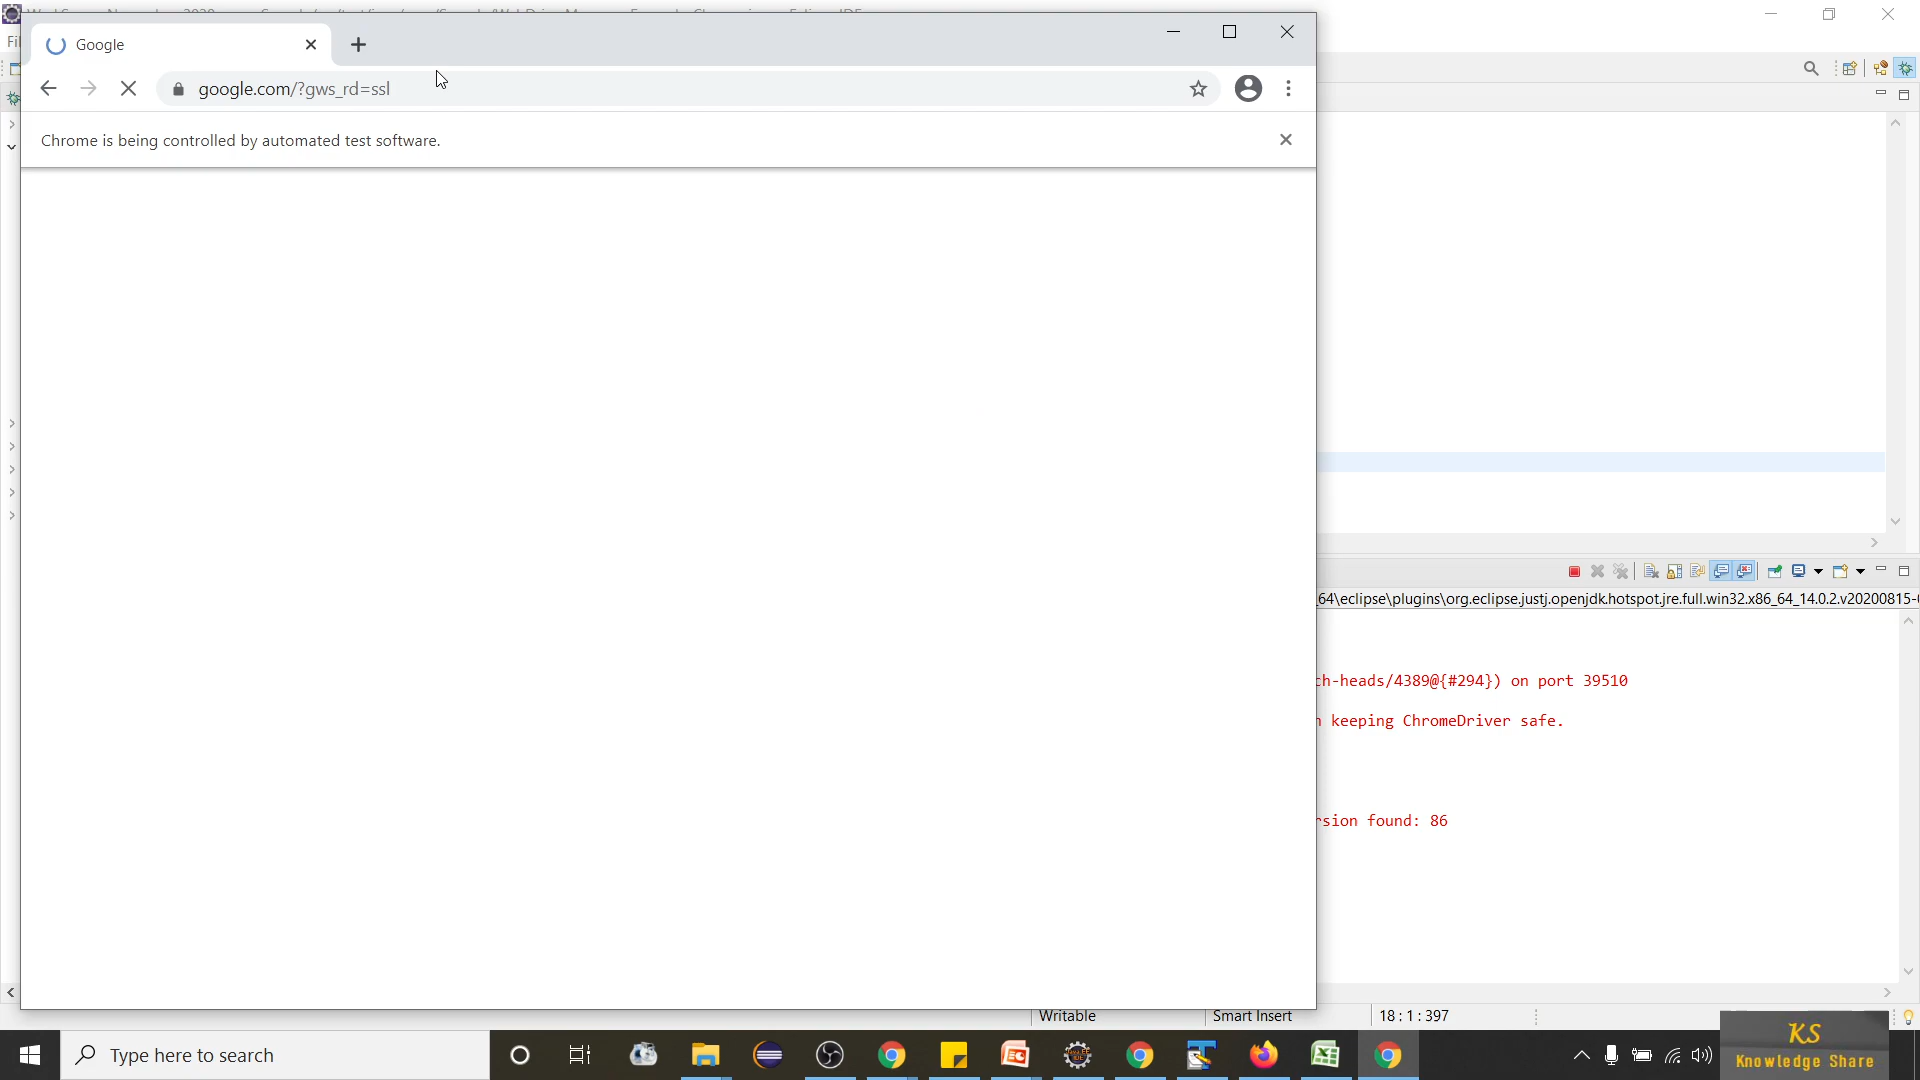 Google
google.com/?gws_rd=ssl
Chrome is being controlled by automated test software.
64\eclipse\plugins\org.eclipse.justj.openjdk.hotspot.jre.full.win32.x86_64_14.0.2.v20200815-
ch-heads/4389@{#294}) on port 39510
keeping ChromeDriver safe.
rsion found: 86
Writable
Smart Insert
18 : 1 : 397
Type here to search
KS
Knowledge Share